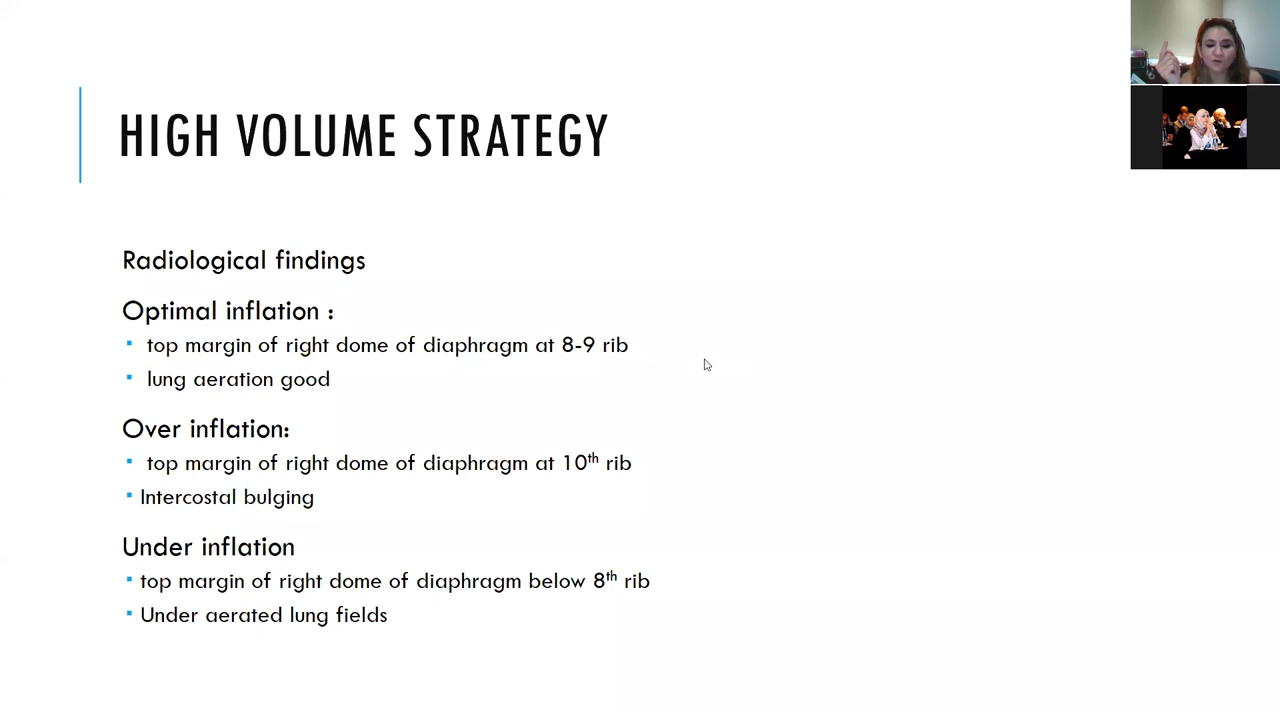 HIGH VOLUME STRATEGY
Radiological findings
Optimal inflation :
▪ top margin of right dome of diaphragm at 8-9 rib
▪ lung aeration good
Over inflation:
▪ top margin of right dome of diaphragm at 10th rib
▪ Intercostal bulging
Under inflation
▪ top margin of right dome of diaphragm below 8th rib
▪ Under aerated lung fields